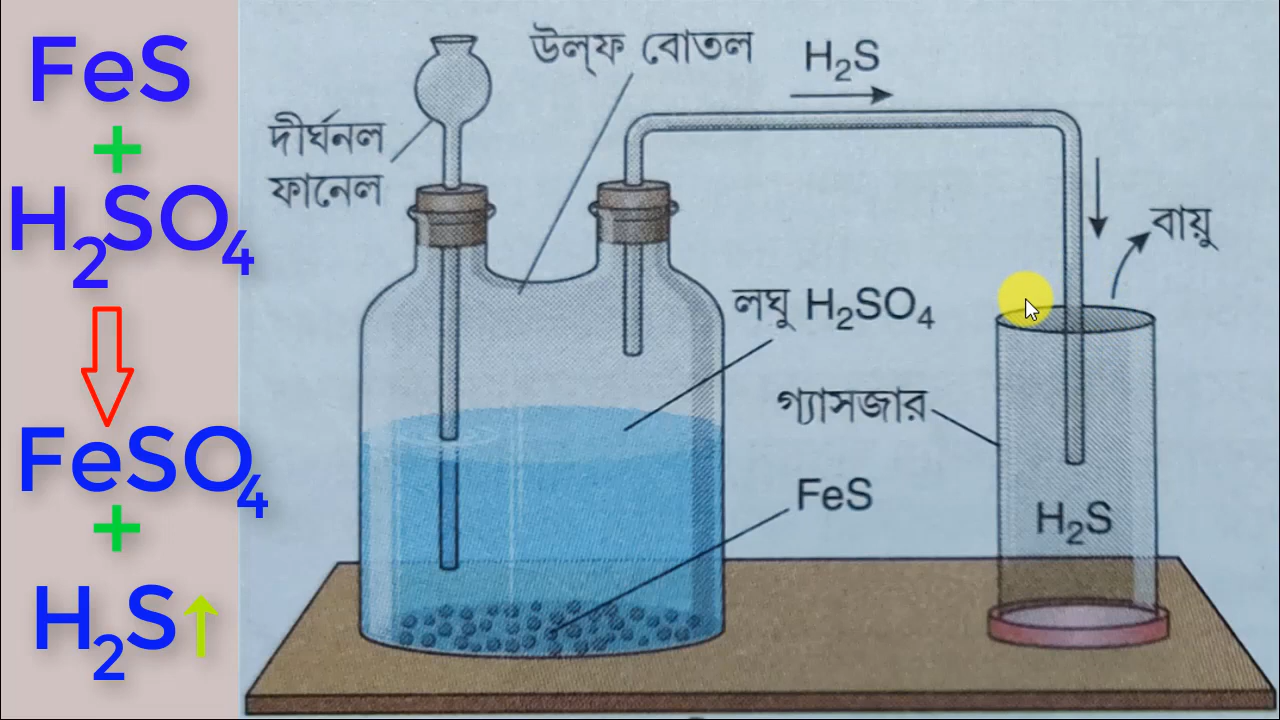 FeS
+
H₂SO₄
FeSO₄
+
H₂S↑
উল্‌ফ বোতল
H₂S
দীর্ঘনল
ফানেল
বায়ু
লঘু H₂SO₄
গ্যাসজার
FeS
H₂S